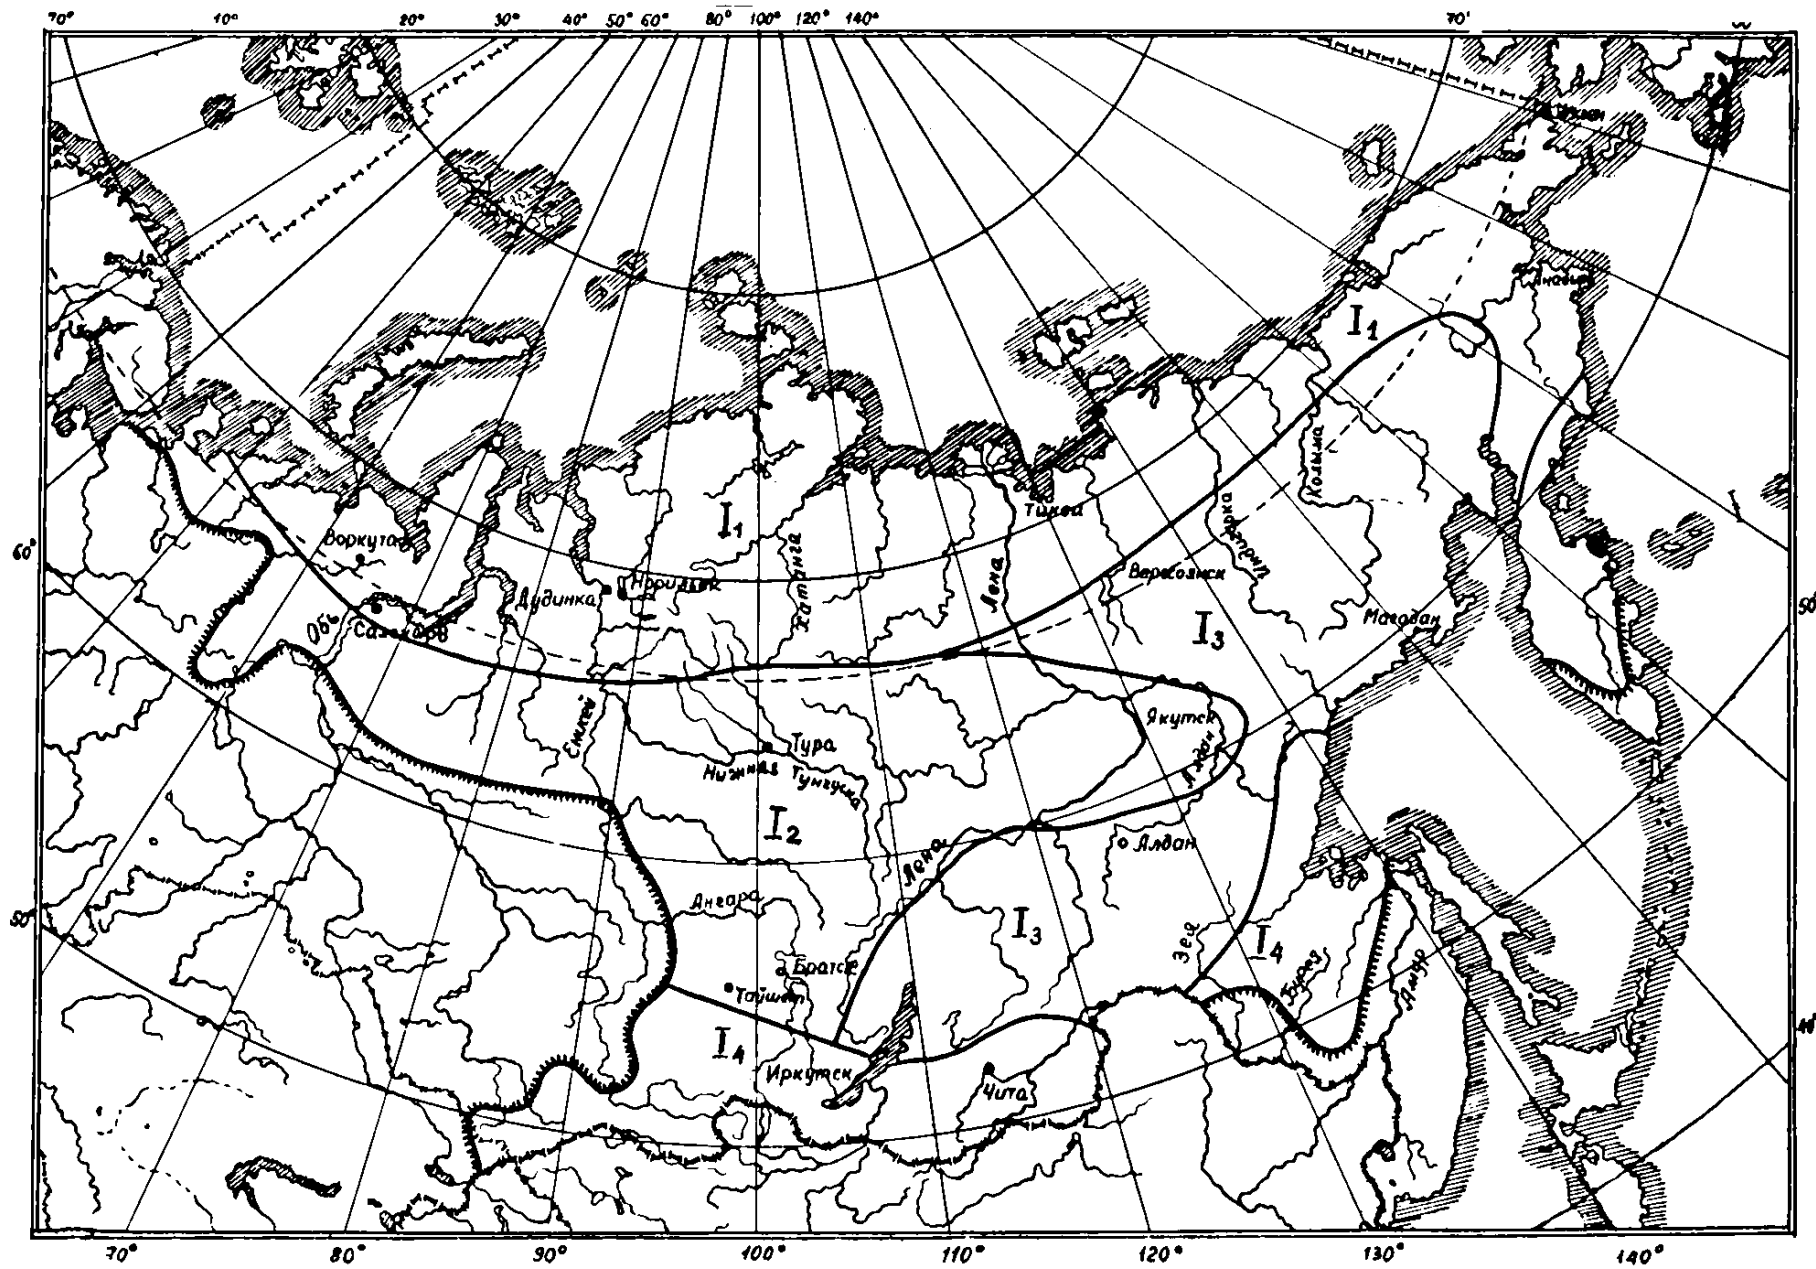 70° 10° 20° 30° 40° 50° 60° 80° 100° 120° 140° 70°
Анадырь
I₁
60°
Воркута
I₁
Хатанга
Лена
Тикси
Колыма
Индигирка
Верхоянск
50°
Обь
Салехард
Дудинка
Норильск
I₃
Магадан
Енисей
Тура
Нижняя Тунгуска
Якутск
Алдан
I₂
Лена
Алдан
50°
Ангара
I₃
Зея
I₄
Бурея
Амур
Братск
Тайшет
I₄
40°
Иркутск
Чита
70° 80° 90° 100° 110° 120° 130° 140°